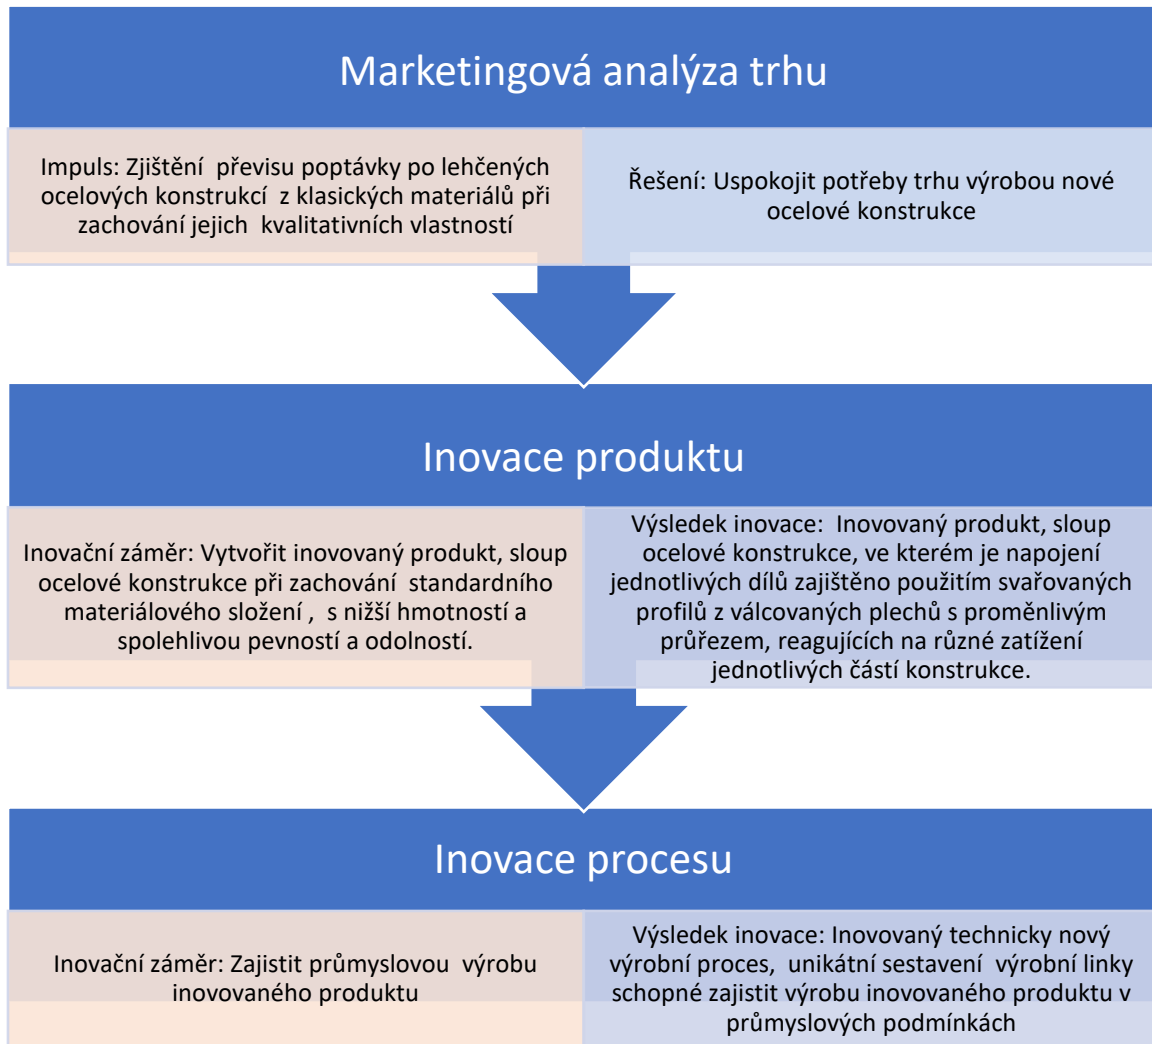 Marketingová analýza trhu
Impuls: Zjištění  převisu poptávky po lehčených
ocelových konstrukcí  z klasických materiálů při
zachování jejich  kvalitativních vlastností
Řešení: Uspokojit potřeby trhu výrobou nové
ocelové konstrukce
Inovace produktu
Inovační záměr: Vytvořit inovovaný produkt, sloup
ocelové konstrukce při zachování  standardního
materiálového složení ,  s nižší hmotností a
spolehlivou pevností a odolností.
Výsledek inovace:  Inovovaný produkt, sloup
ocelové konstrukce, ve kterém je napojení
jednotlivých dílů zajištěno použitím svařovaných
profilů z válcovaných plechů s proměnlivým
průřezem, reagujících na různé zatížení
jednotlivých částí konstrukce.
Inovace procesu
Inovační záměr: Zajistit průmyslovou  výrobu
inovovaného produktu
Výsledek inovace: Inovovaný technicky nový
výrobní proces,  unikátní sestavení  výrobní linky
schopné zajistit výrobu inovovaného produktu v
průmyslových podmínkách